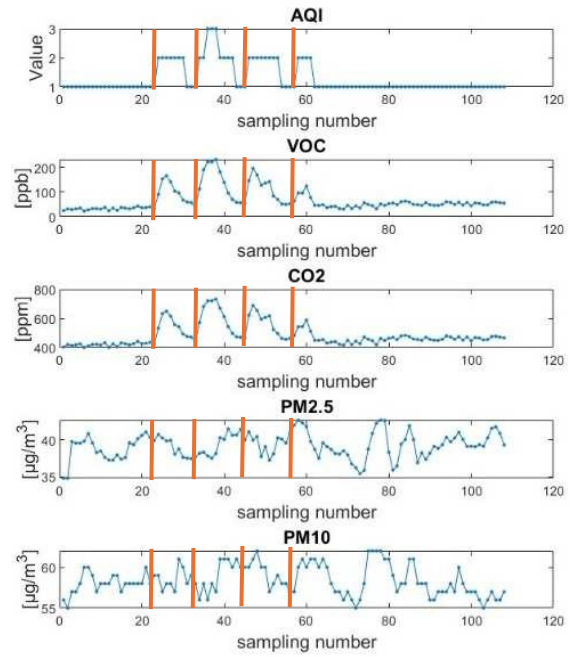 AQI
Value
3
2
1
0 20 40 60 80 100 120
sampling number
VOC
[ppb]
200
100
0
0 20 40 60 80 100 120
sampling number
CO2
[ppm]
800
600
400
0 20 40 60 80 100 120
sampling number
PM2.5
[µg/m³]
40
35
0 20 40 60 80 100 120
sampling number
PM10
[µg/m³]
60
55
0 20 40 60 80 100 120
sampling number